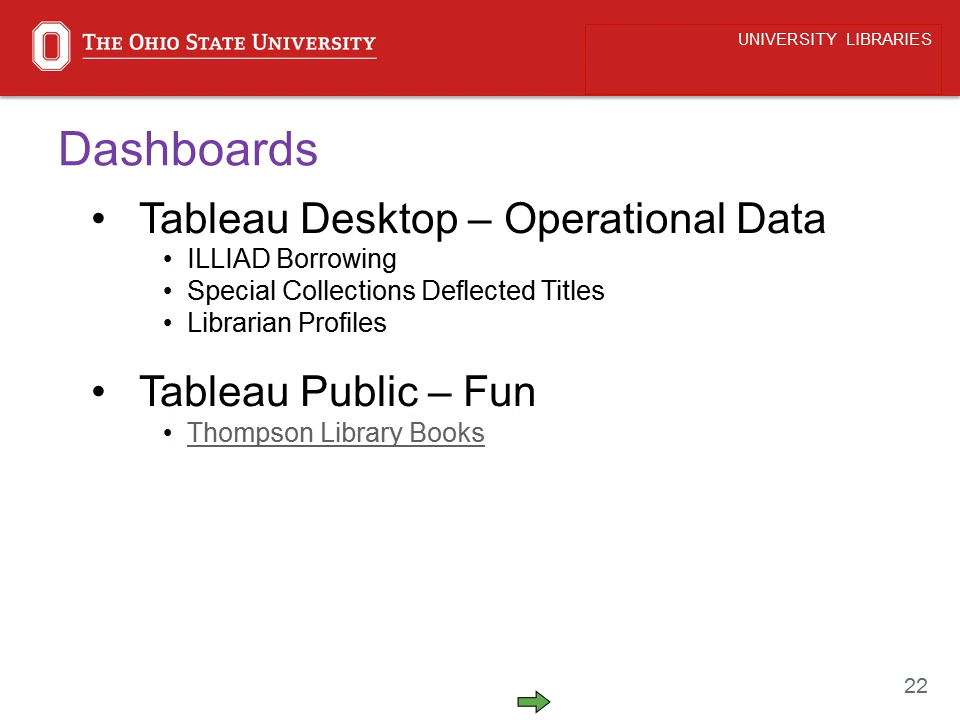 THE OHIO STATE UNIVERSITY
UNIVERSITY LIBRARIES
Dashboards
• Tableau Desktop – Operational Data
• ILLIAD Borrowing
• Special Collections Deflected Titles
• Librarian Profiles
• Tableau Public – Fun
• Thompson Library Books
22